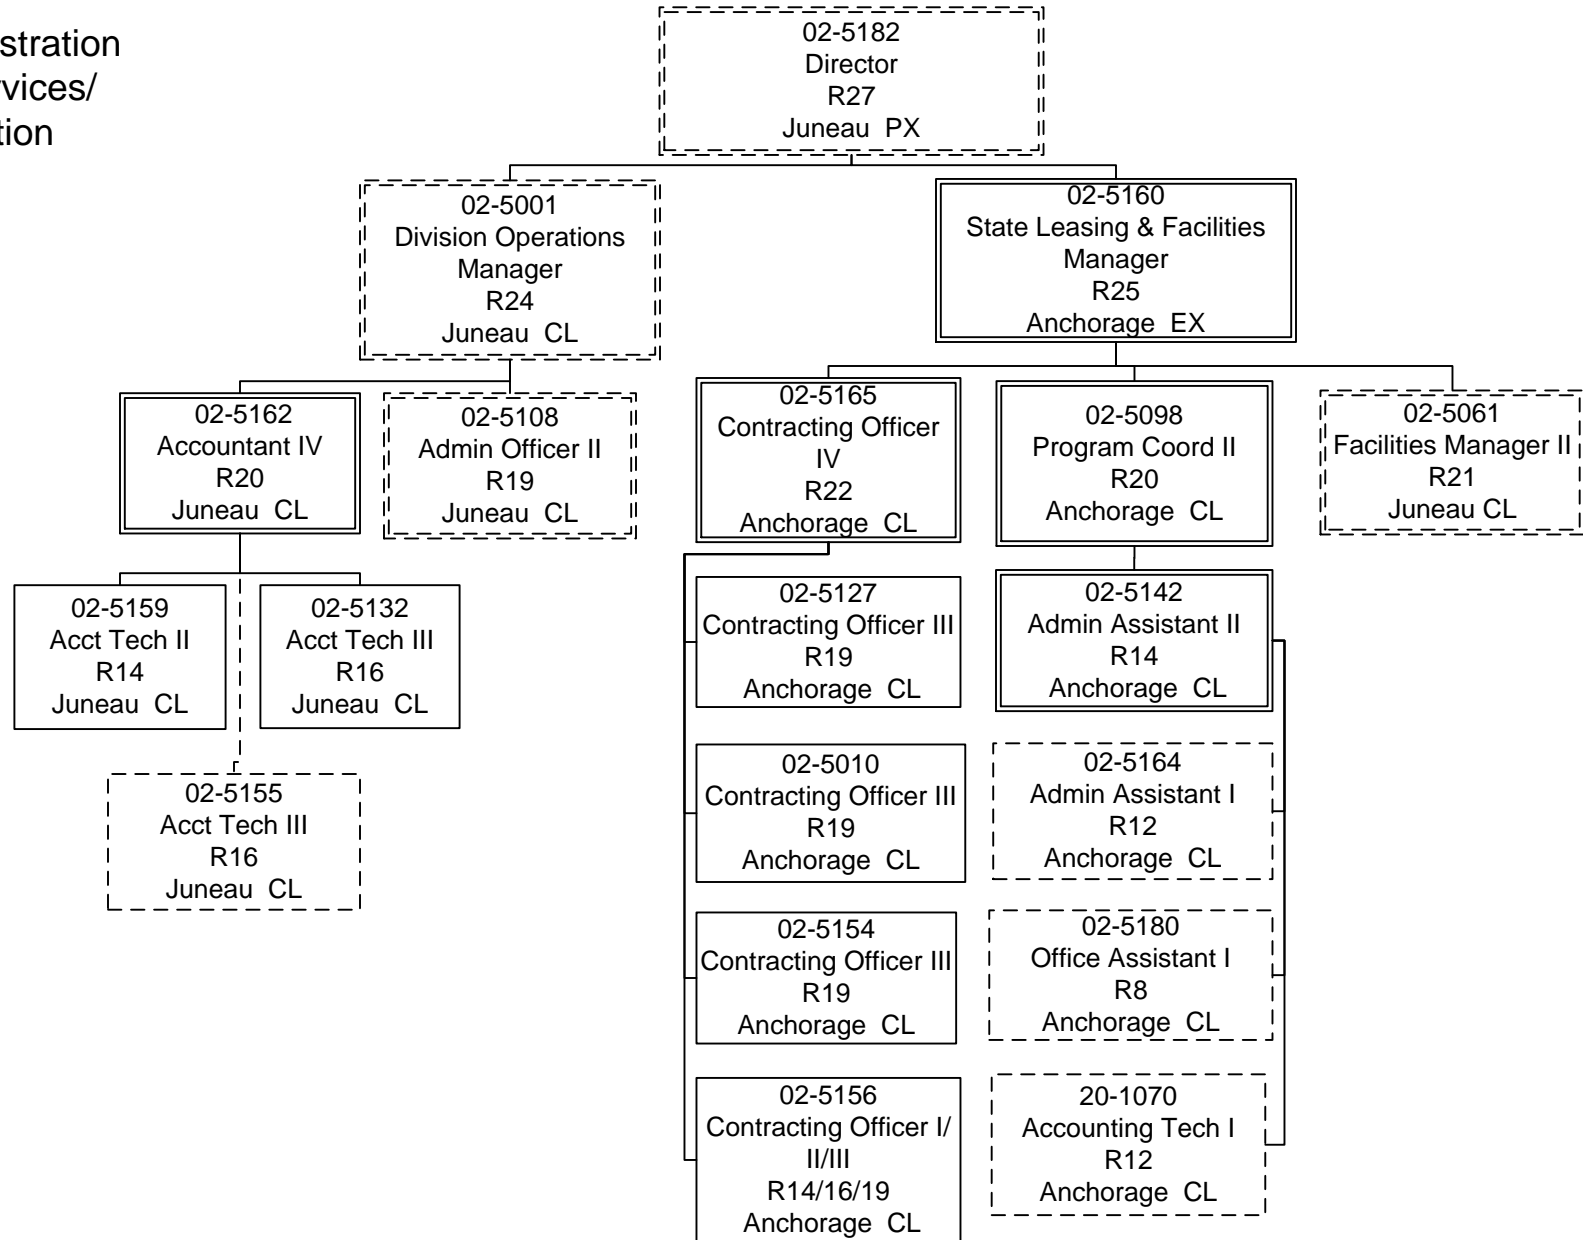 02-5182
Director
R27
Juneau PX
02-5001
Division Operations
Manager
R24
Juneau CL
02-5160
State Leasing & Facilities
Manager
R25
Anchorage EX
02-5162
Accountant IV
R20
Juneau CL
02-5108
Admin Officer II
R19
Juneau CL
02-5165
Contracting Officer
IV
R22
Anchorage CL
02-5098
Program Coord II
R20
Anchorage CL
02-5061
Facilities Manager II
R21
Juneau CL
02-5159
Acct Tech II
R14
Juneau CL
02-5132
Acct Tech III
R16
Juneau CL
02-5155
Acct Tech III
R16
Juneau CL
02-5127
Contracting Officer III
R19
Anchorage CL
02-5142
Admin Assistant II
R14
Anchorage CL
02-5010
Contracting Officer III
R19
Anchorage CL
02-5164
Admin Assistant I
R12
Anchorage CL
02-5154
Contracting Officer III
R19
Anchorage CL
02-5180
Office Assistant I
R8
Anchorage CL
02-5156
Contracting Officer I/
II/III
R14/16/19
Anchorage CL
20-1070
Accounting Tech I
R12
Anchorage CL